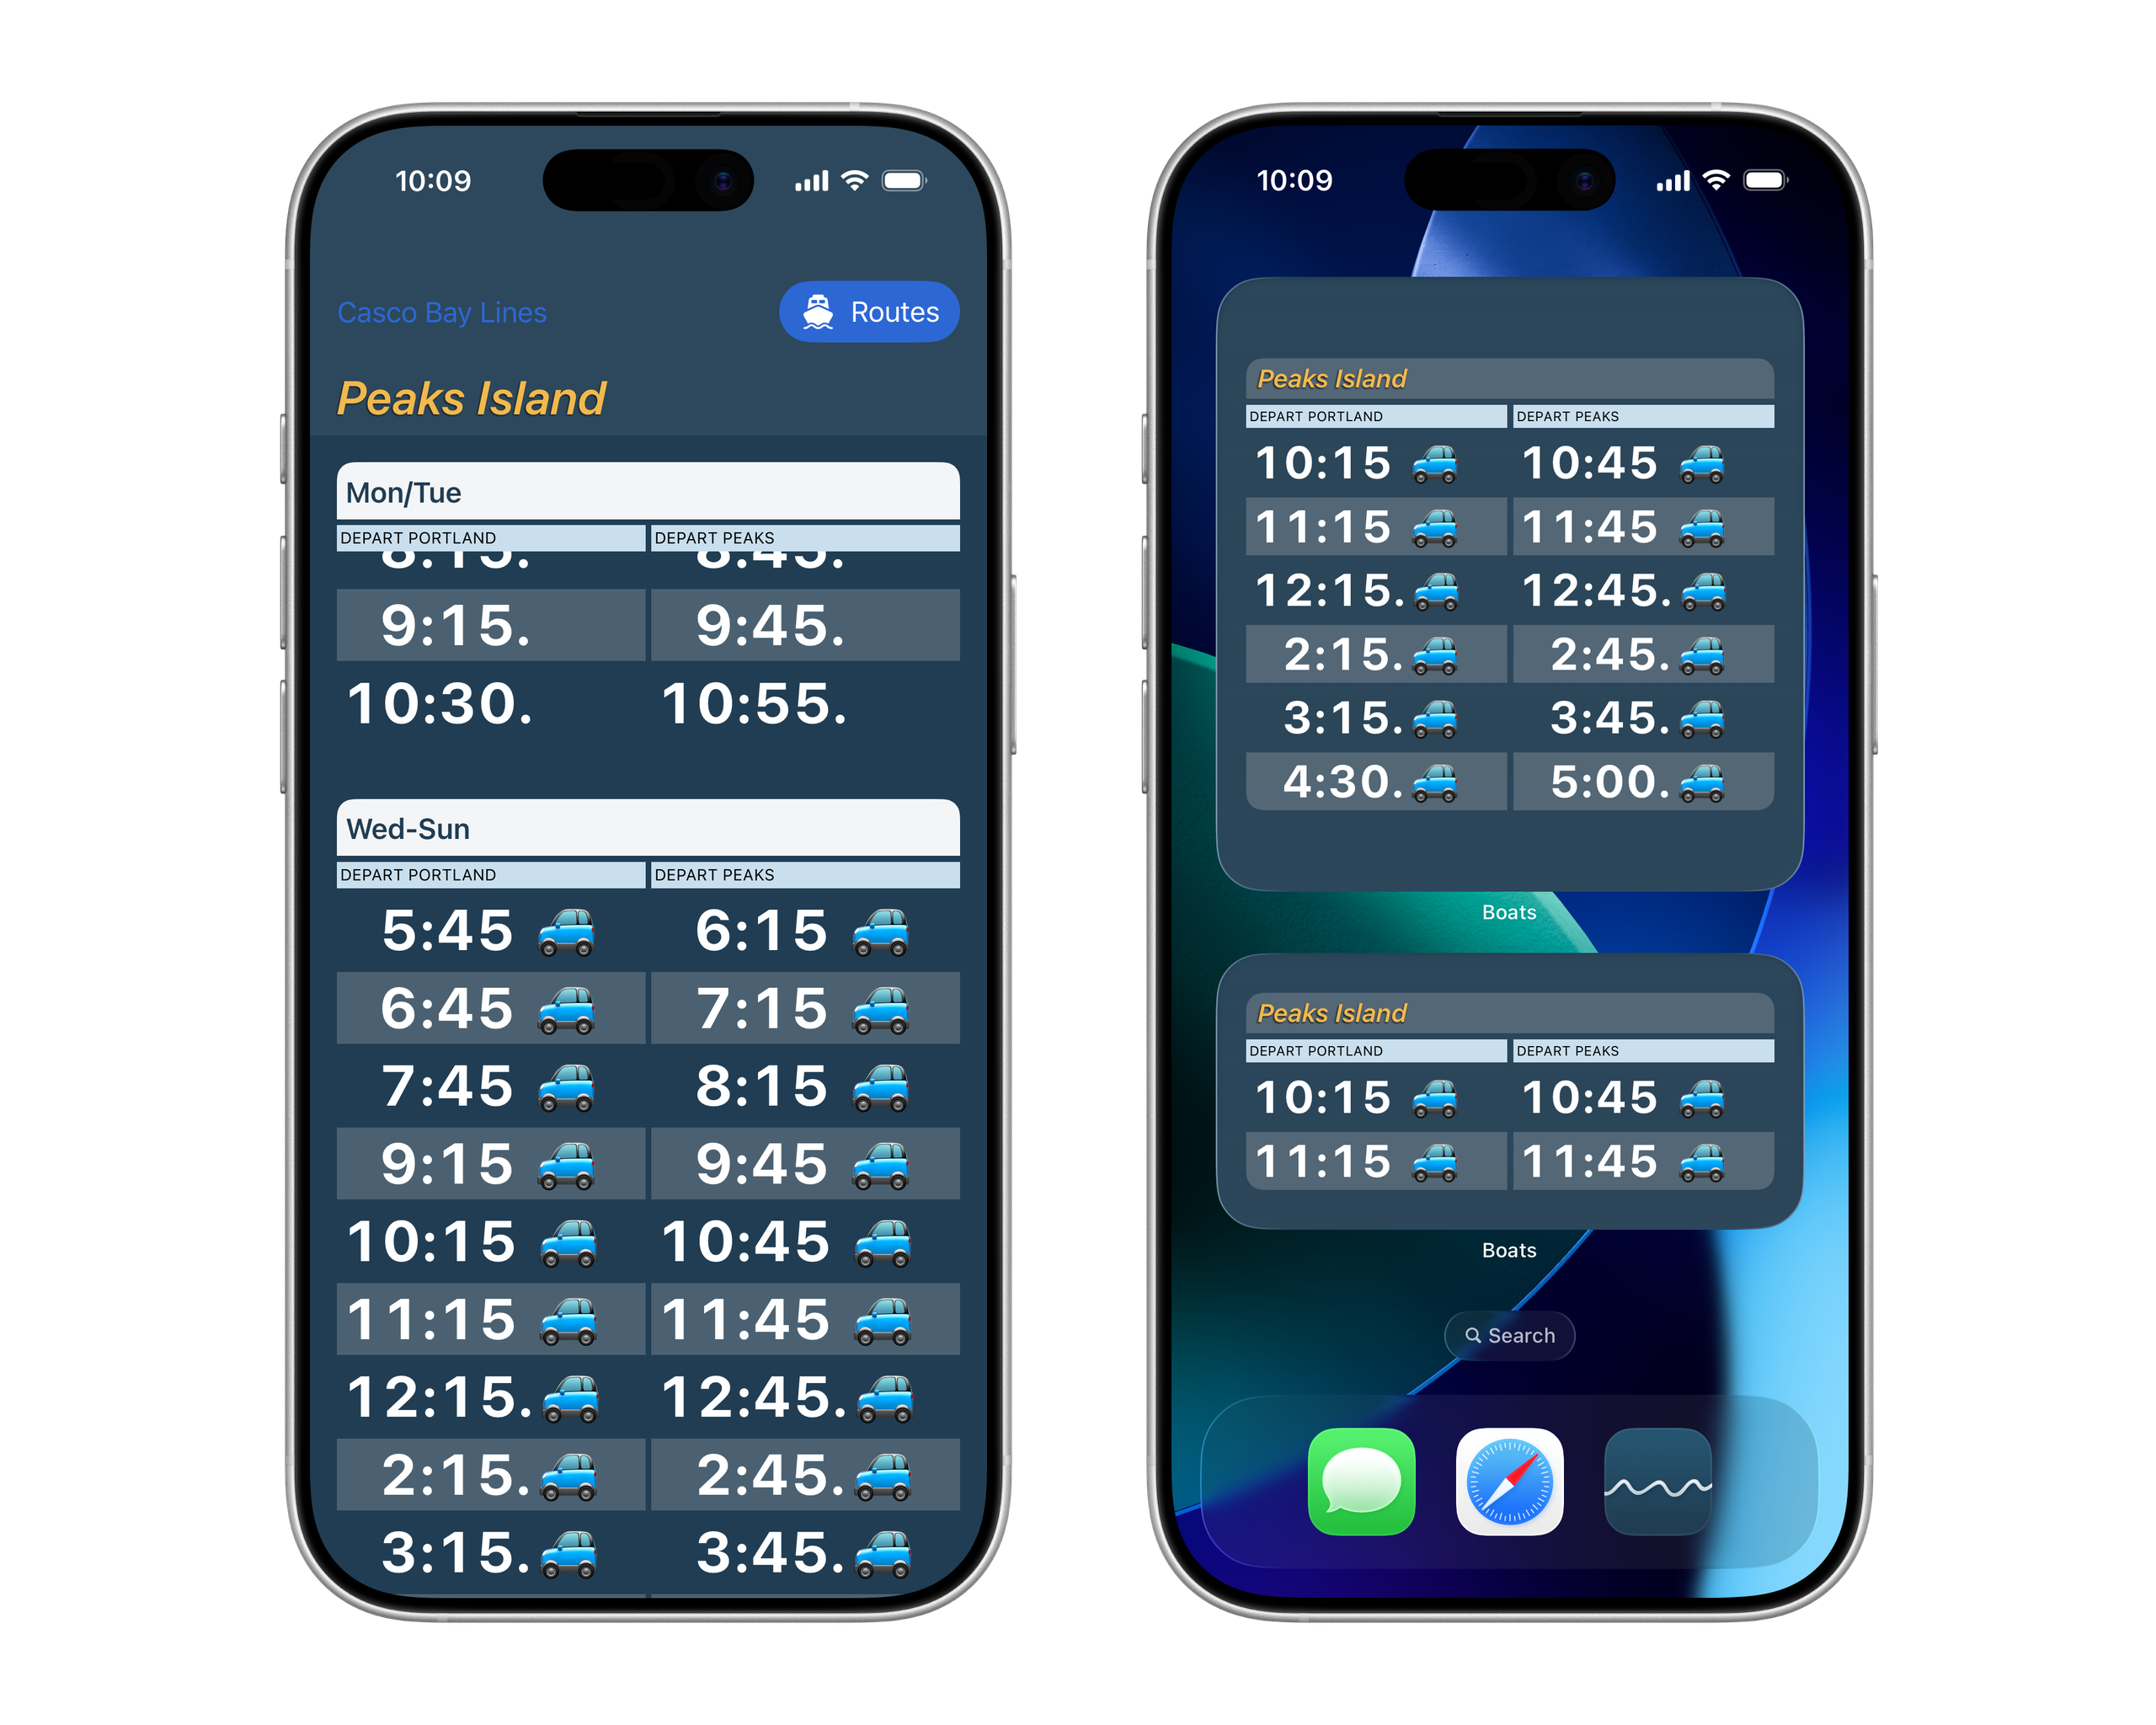 10:09
Casco Bay Lines
Routes
Peaks Island
Mon/Tue
DEPART PORTLAND DEPART PEAKS
8:15. 8:45.
9:15. 9:45.
10:30. 10:55.
Wed-Sun
DEPART PORTLAND DEPART PEAKS
5:45 6:15
6:45 7:15
7:45 8:15
9:15 9:45
10:15 10:45
11:15 11:45
12:15. 12:45.
2:15. 2:45.
3:15. 3:45.
10:09
Peaks Island
DEPART PORTLAND DEPART PEAKS
10:15 10:45
11:15 11:45
12:15. 12:45.
2:15. 2:45.
3:15. 3:45.
4:30. 5:00.
Boats
Peaks Island
DEPART PORTLAND DEPART PEAKS
10:15 10:45
11:15 11:45
Boats
Search